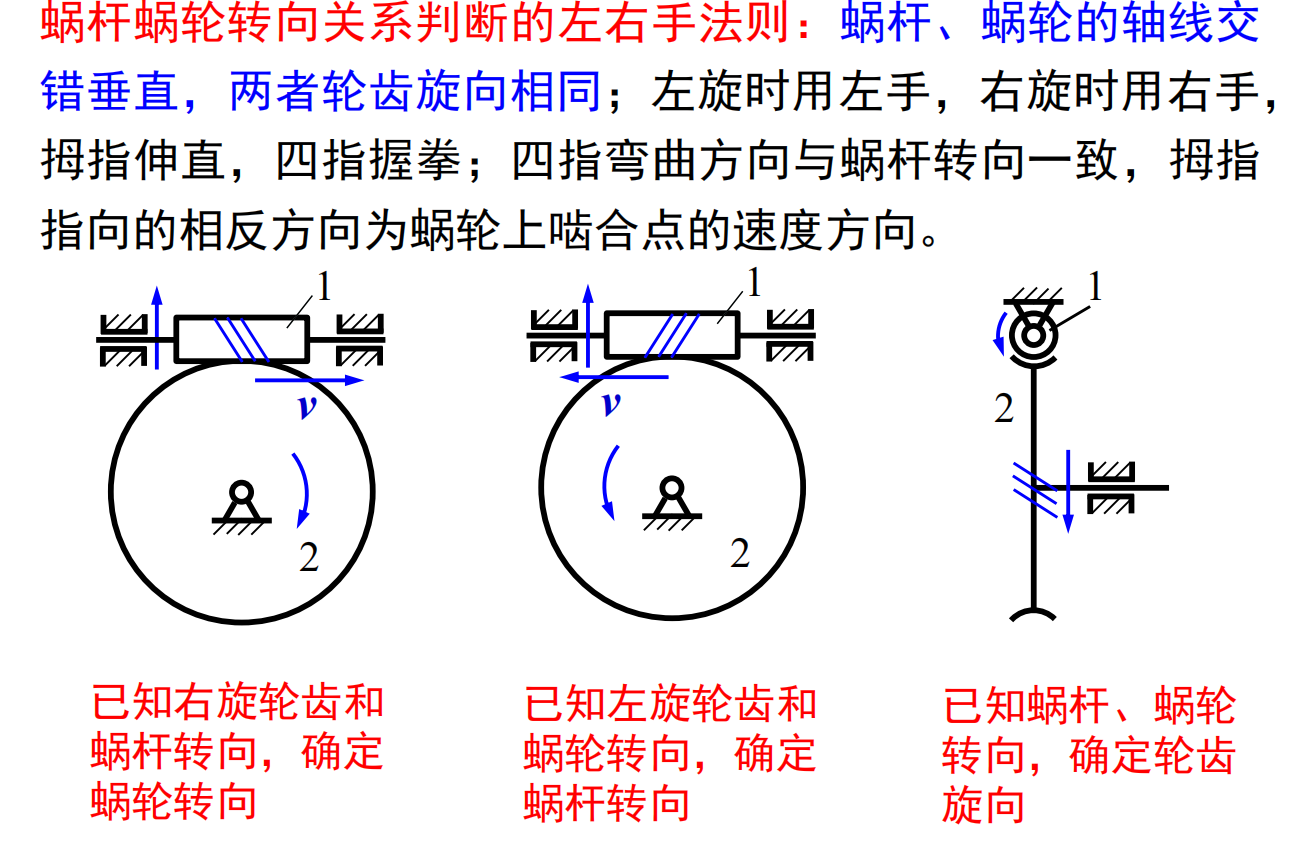 蜗杆蜗轮转向关系判断的左右手法则：蜗杆、蜗轮的轴线交
错垂直，两者轮齿旋向相同；左旋时用左手，右旋时用右手，
拇指伸直，四指握拳；四指弯曲方向与蜗杆转向一致，拇指
指向的相反方向为蜗轮上啮合点的速度方向。
1
v
2
1
v
2
1
2
已知右旋轮齿和
蜗杆转向，确定
蜗轮转向
已知左旋轮齿和
蜗轮转向，确定
蜗杆转向
已知蜗杆、蜗轮
转向，确定轮齿
旋向